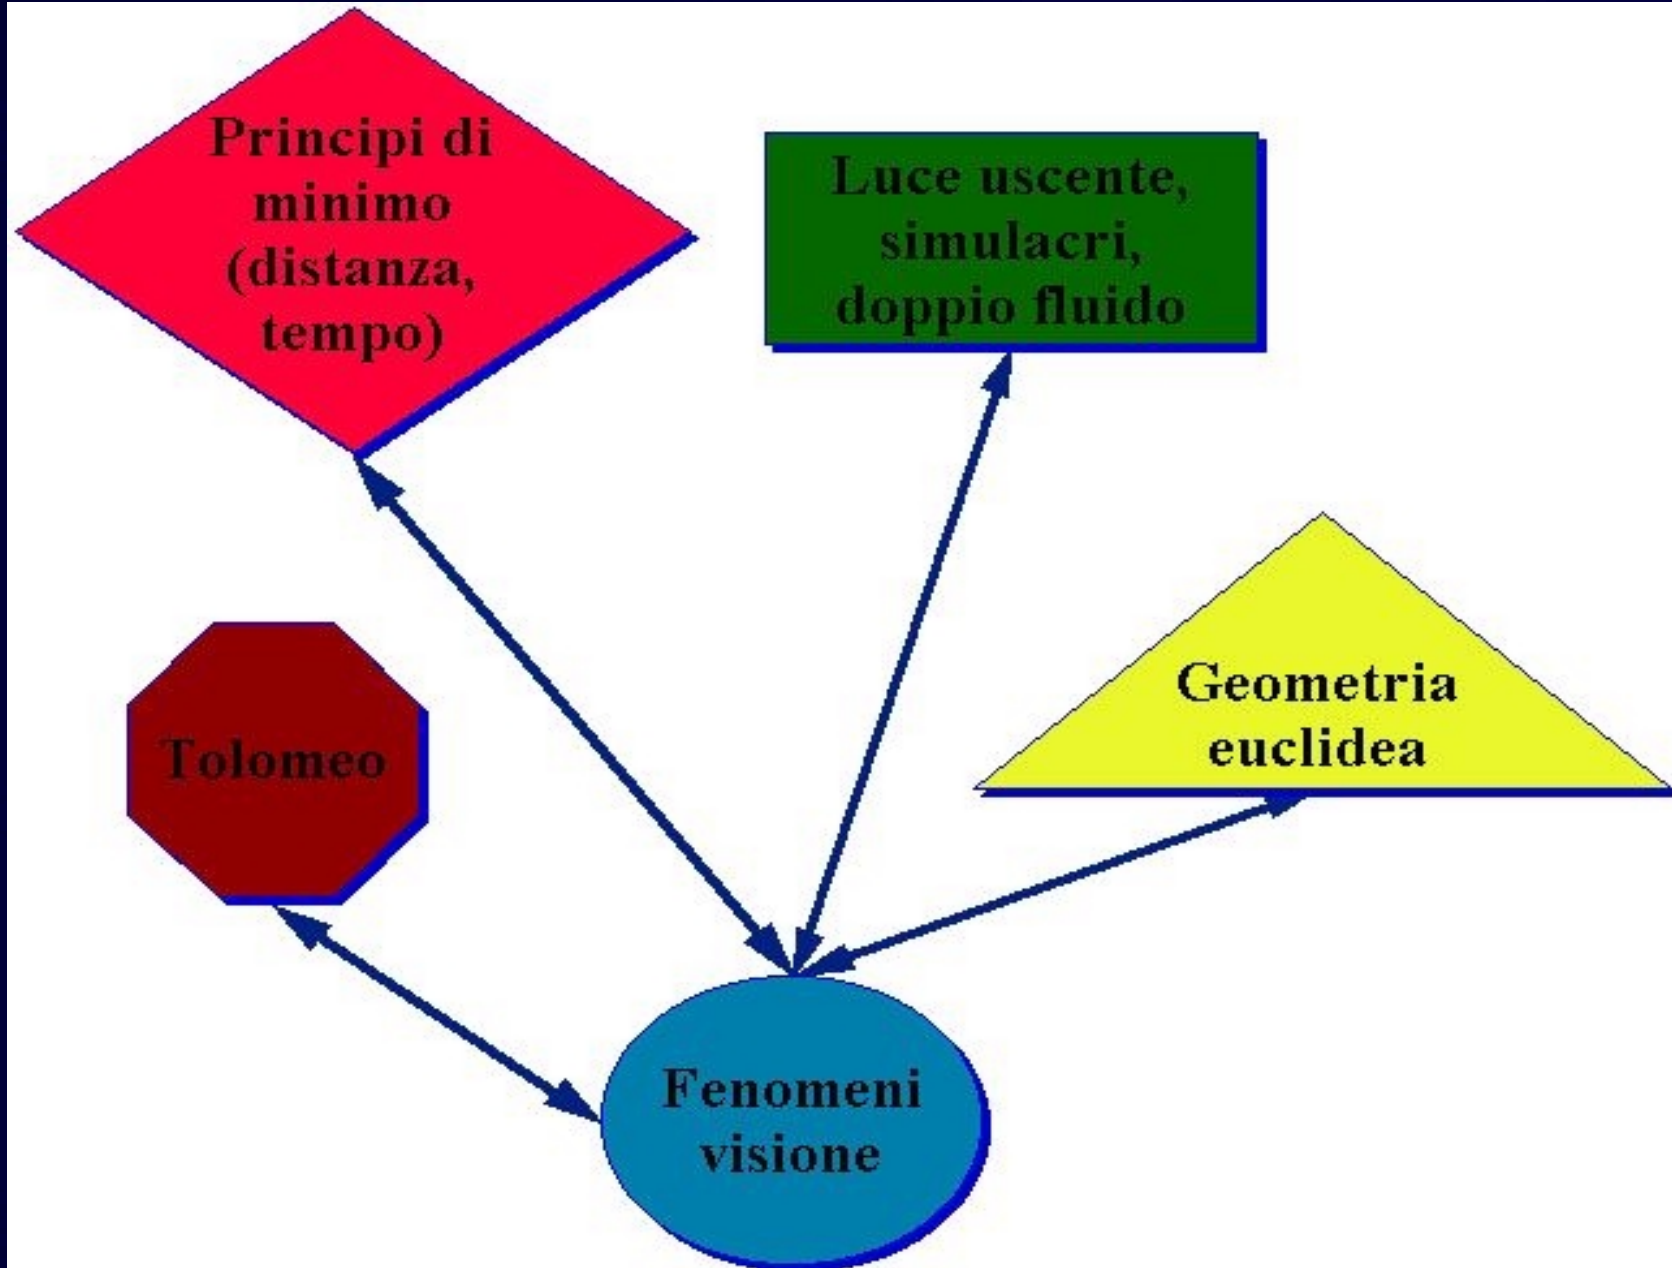 Principi di
minimo
(distanza,
tempo)
Luce uscente,
simulacri,
doppio fluido
Geometria
euclidea
Tolomeo
Fenomeni
visione